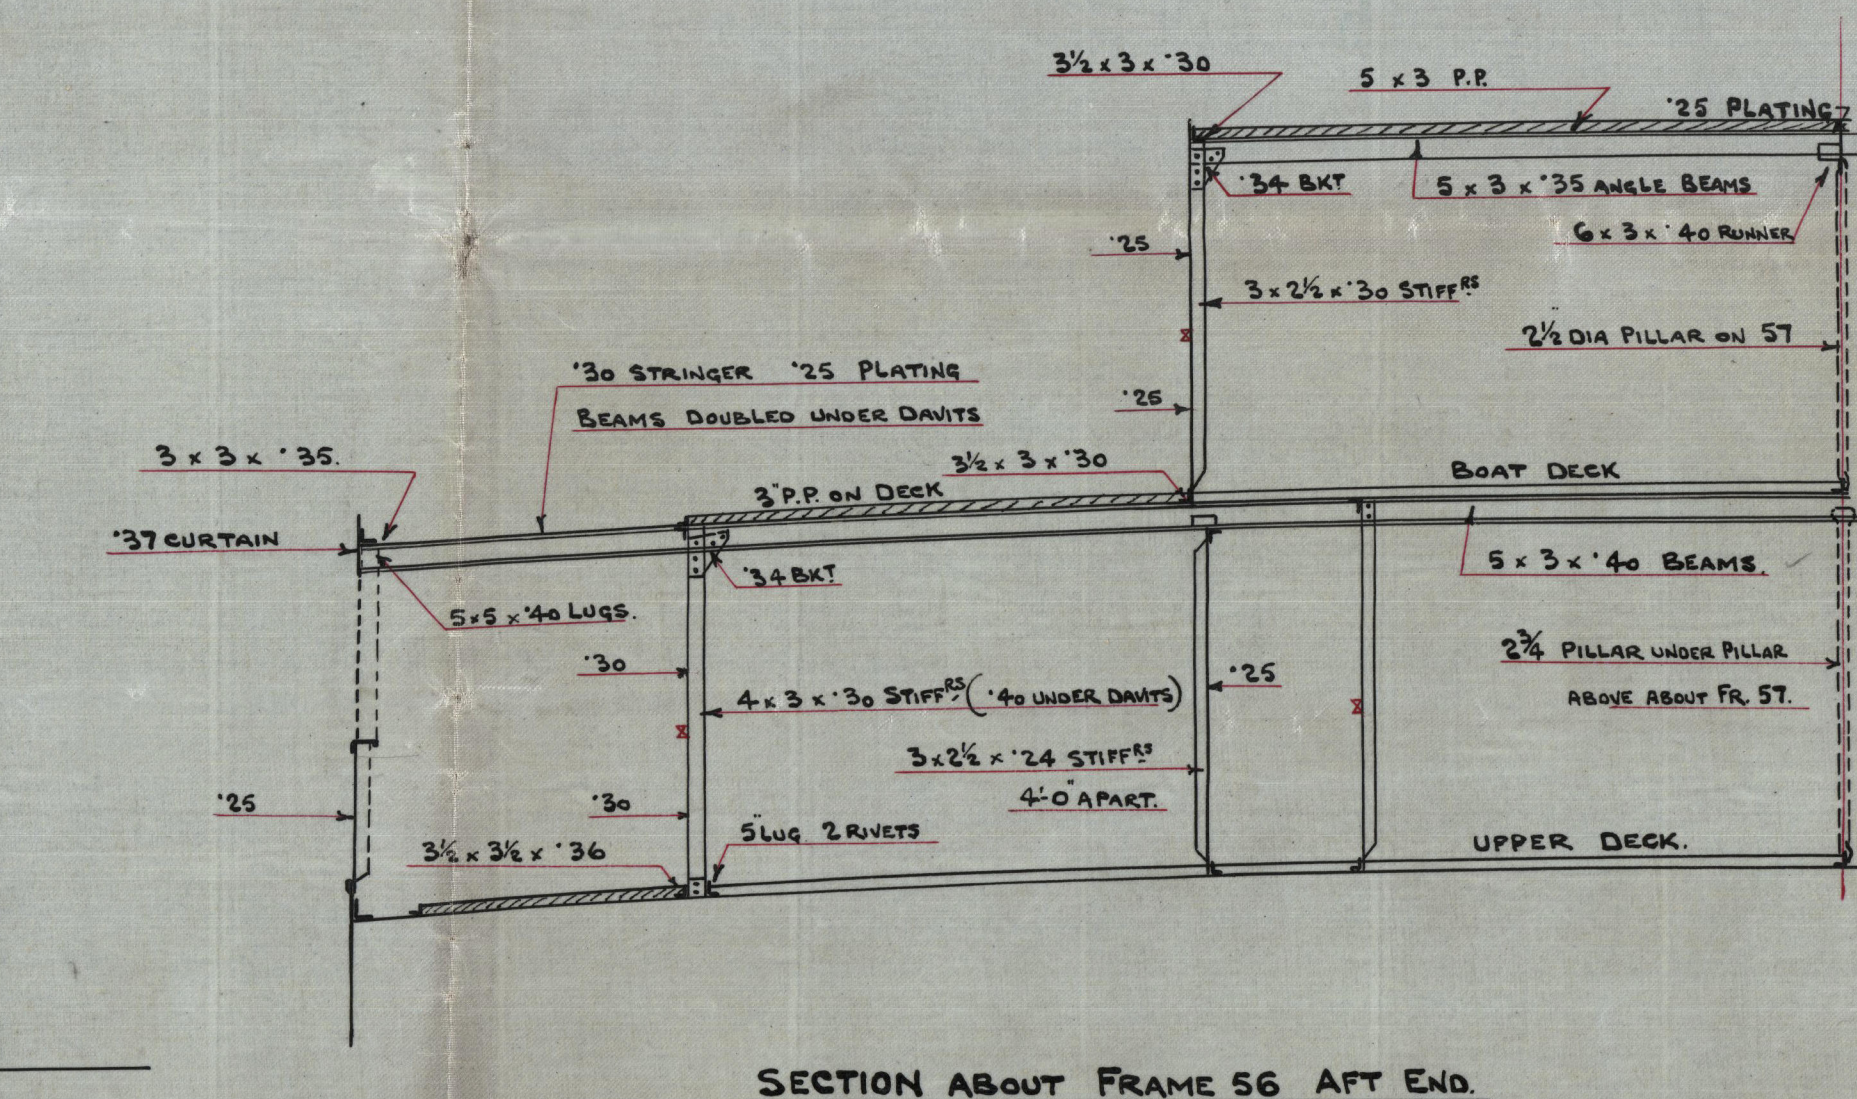 3½ x 3 x ·30
5 x 3 P.P.
·25 PLATING
·34 BKT
5 x 3 x ·35 ANGLE BEAMS
6 x 3 x ·40 RUNNER
·25
3 x 2½ x ·30 STIFFRS
2½" DIA PILLAR ON 57
·30 STRINGER ·25 PLATING
BEAMS DOUBLED UNDER DAVITS
·25
3 x 3 x ·35.
3½ x 3 x ·30
BOAT DECK
3" P.P. ON DECK
·37 CURTAIN
·34 BKT
5 x 3 x ·40 BEAMS.
5 x 5 x ·40 LUGS.
·30
·25
2¾ PILLAR UNDER PILLAR
ABOVE ABOUT FR. 57.
4 x 3 x ·30 STIFFRS (·40 UNDER DAVITS)
3 x 2½ x ·24 STIFFRS
4'-0" APART.
·25
·30
5" LUG 2 RIVETS
3½ x 3½ x ·36
UPPER DECK.
SECTION ABOUT FRAME 56 AFT END.